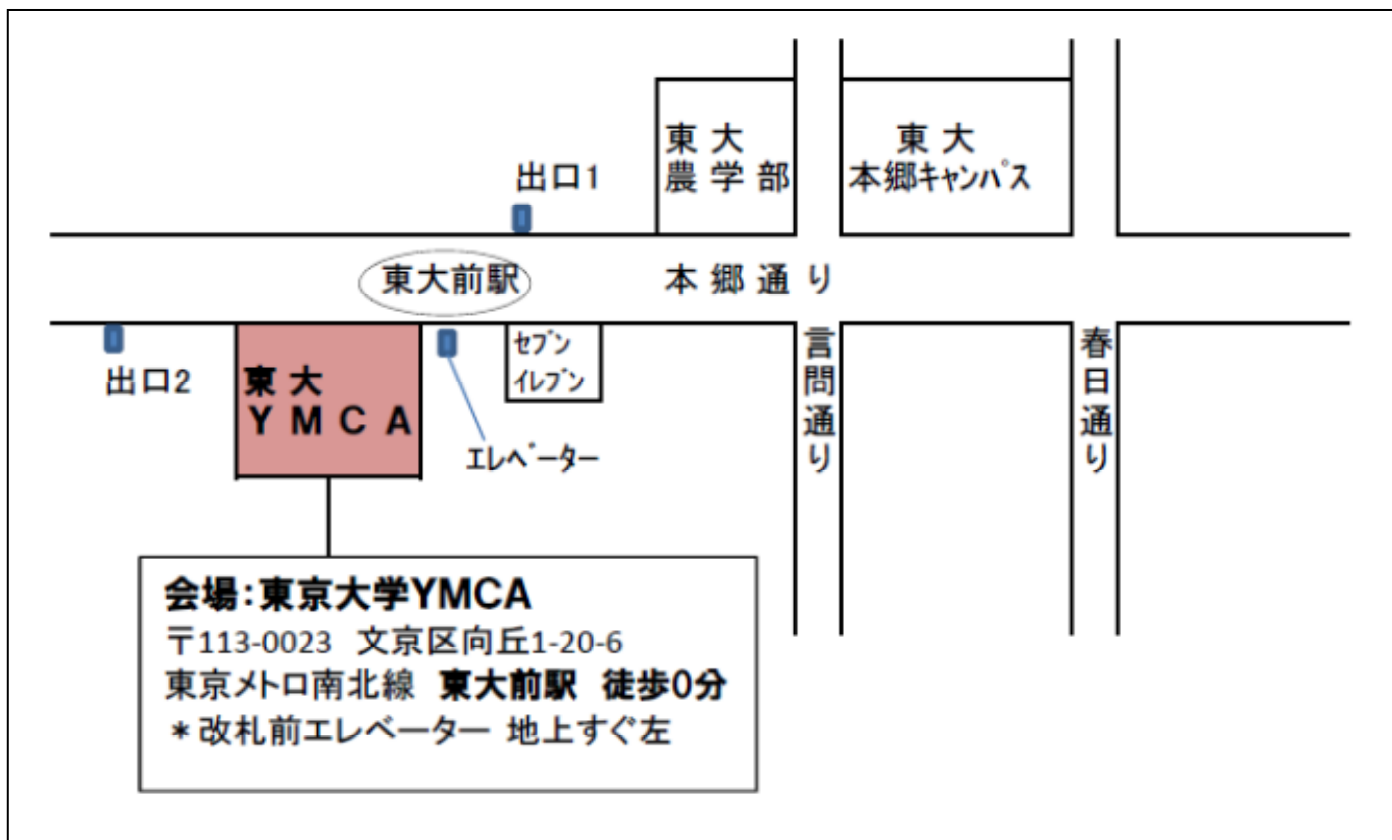 東大
農学部
東大
本郷キャンパス
出口1
東大前駅
本郷通り
出口2
東大
YMCA
セブン
イレブン
エレベーター
言問通り
春日通り
会場：東京大学YMCA
〒113-0023 文京区向丘1-20-6
東京メトロ南北線 東大前駅 徒歩0分
＊改札前エレベーター 地上すぐ左